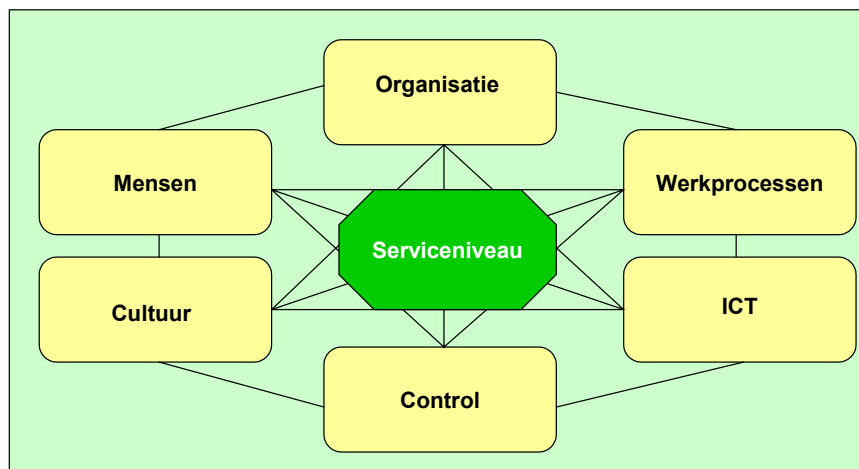 Organisatie
Mensen
Werkprocessen
Serviceniveau
Cultuur
ICT
Control